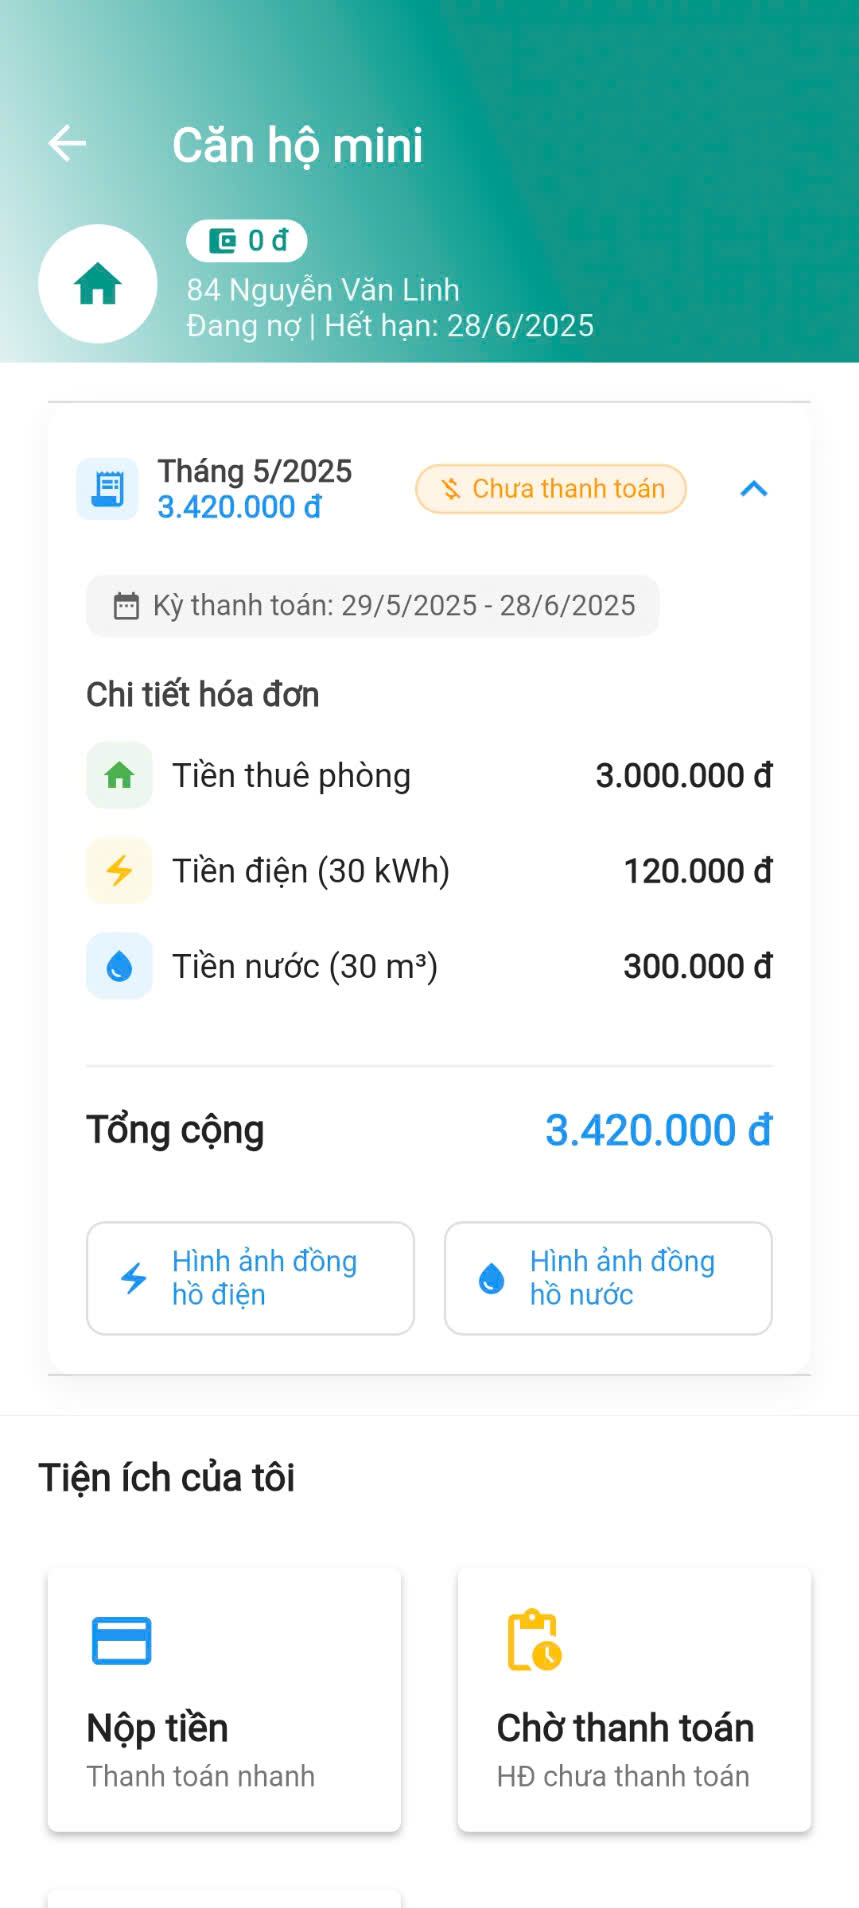 Căn hộ mini
0 đ
84 Nguyễn Văn Linh
Đang nợ | Hết hạn: 28/6/2025
Tháng 5/2025
3.420.000 đ
Chưa thanh toán
Kỳ thanh toán: 29/5/2025 - 28/6/2025
Chi tiết hóa đơn
Tiền thuê phòng 3.000.000 đ
Tiền điện (30 kWh) 120.000 đ
Tiền nước (30 m³) 300.000 đ
Tổng cộng 3.420.000 đ
Hình ảnh đồng
hồ điện
Hình ảnh đồng
hồ nước
Tiện ích của tôi
Nộp tiền
Thanh toán nhanh
Chờ thanh toán
HĐ chưa thanh toán